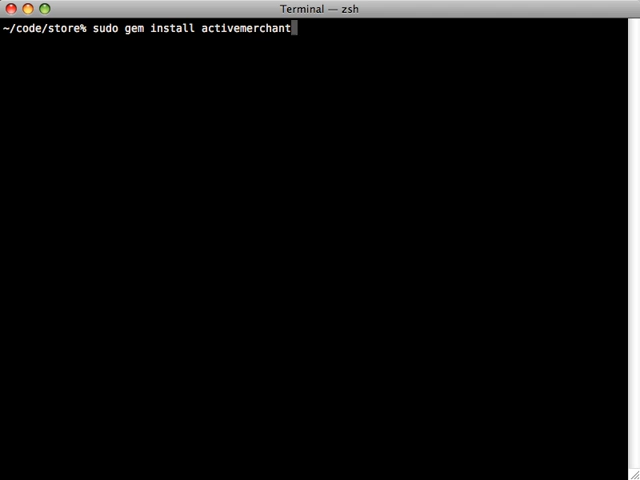 Terminal — zsh
~/code/store% sudo gem install activemerchant